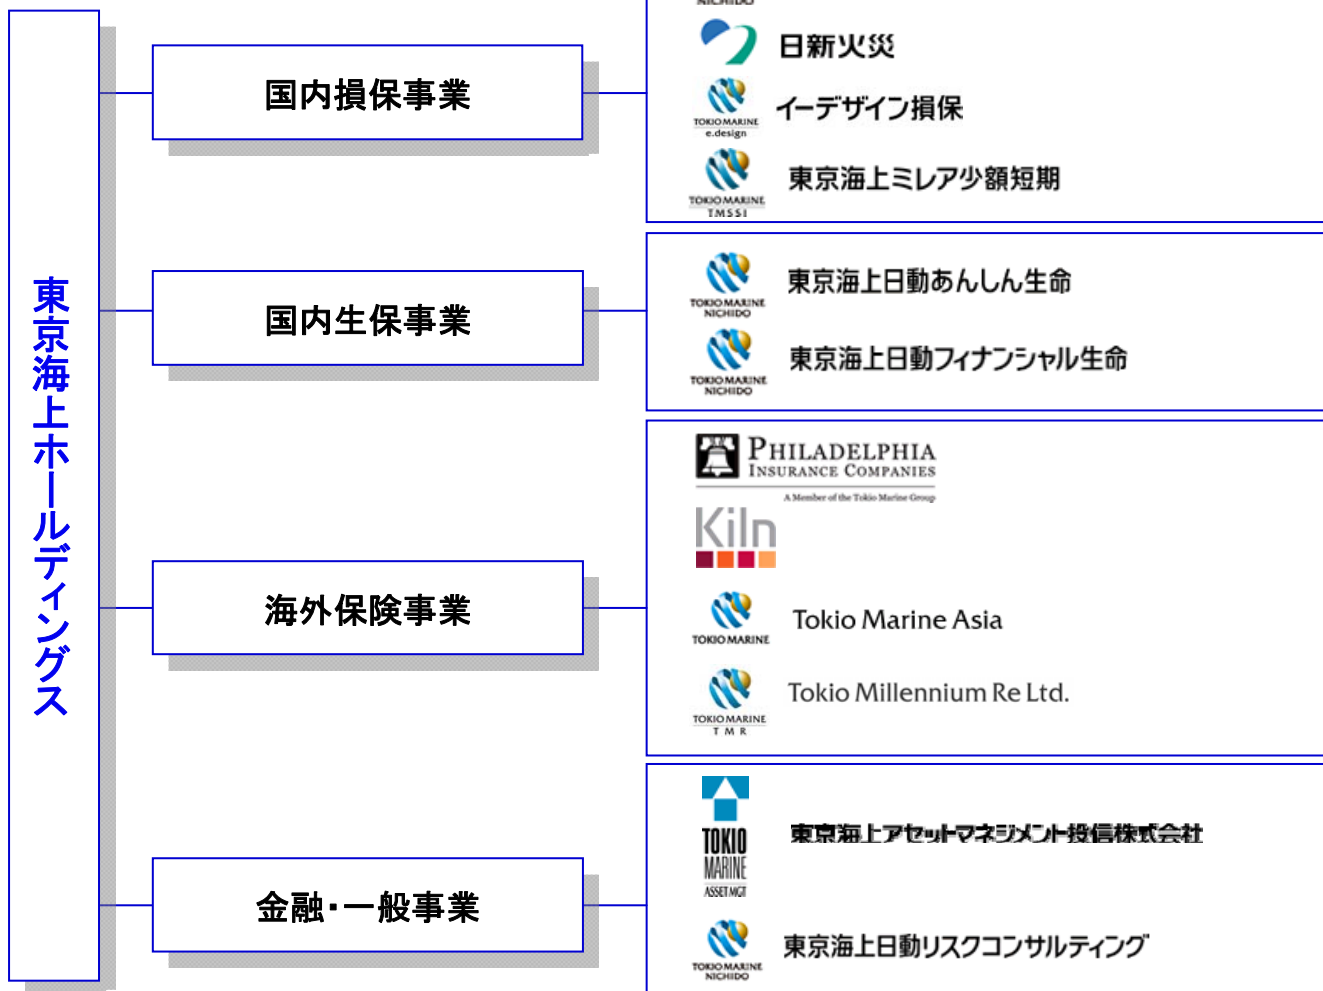 東京海上ホールディングス
国内損保事業
NICHIDO
日新火災
TOKIO MARINE
e.design
イーデザイン損保
TOKIO MARINE
TMSSI
東京海上ミレア少額短期
国内生保事業
TOKIO MARINE
NICHIDO
東京海上日動あんしん生命
TOKIO MARINE
NICHIDO
東京海上日動フィナンシャル生命
海外保険事業
PHILADELPHIA
INSURANCE COMPANIES
A Member of the Tokio Marine Group
Kiln
TOKIO MARINE
Tokio Marine Asia
TOKIO MARINE
TMR
Tokio Millennium Re Ltd.
金融・一般事業
TOKIO
MARINE
ASSET MGT
東京海上アセットマネジメント投信株式会社
TOKIO MARINE
NICHIDO
東京海上日動リスクコンサルティング